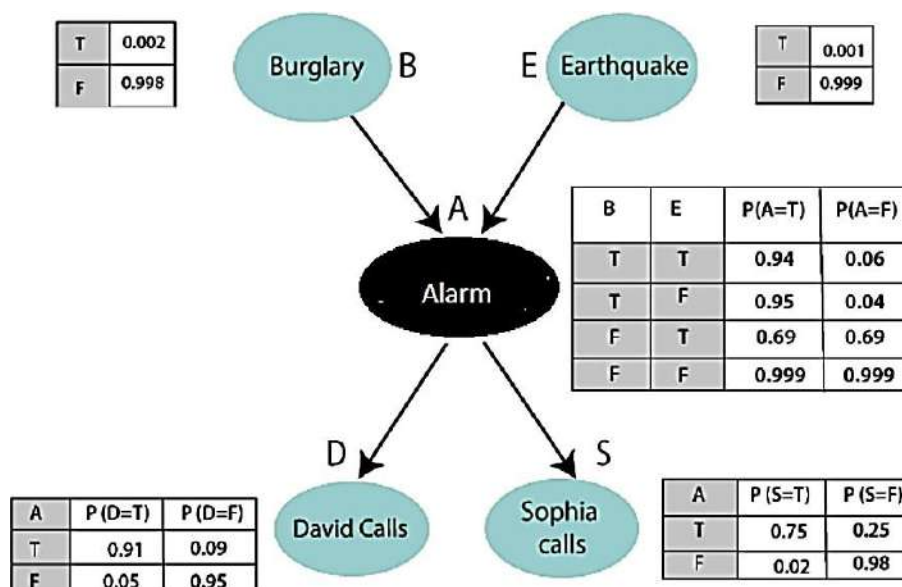 T 0.002
F 0.998
Burglary B
E Earthquake
T 0.001
F 0.999
A
Alarm
B E P(A=T) P(A=F)
T T 0.94 0.06
T F 0.95 0.04
F T 0.69 0.69
F F 0.999 0.999
D
S
A P (D=T) P (D=F)
T 0.91 0.09
F 0.05 0.95
David Calls
Sophia
calls
A P (S=T) P (S=F)
T 0.75 0.25
F 0.02 0.98